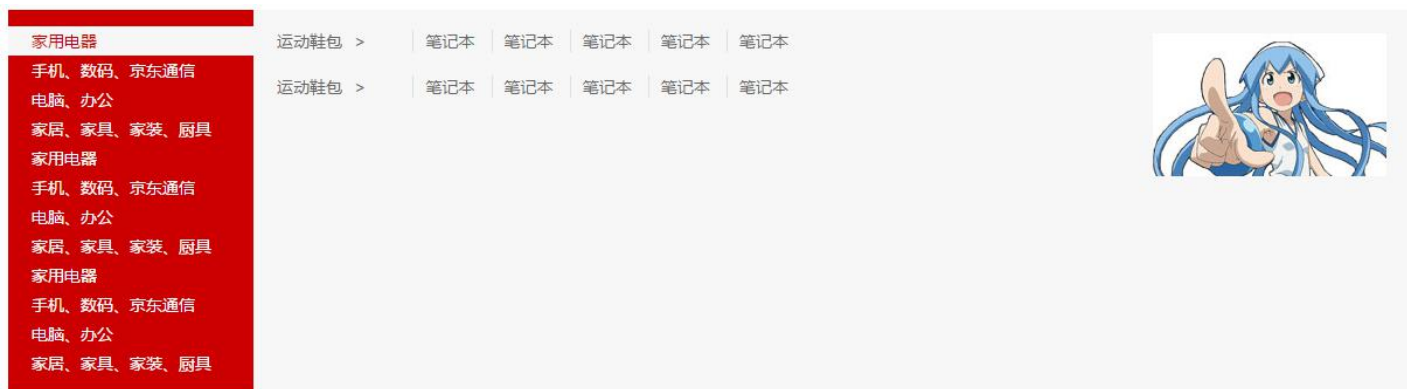 家用电器
手机、数码、京东通信
电脑、办公
家居、家具、家装、厨具
家用电器
手机、数码、京东通信
电脑、办公
家居、家具、家装、厨具
家用电器
手机、数码、京东通信
电脑、办公
家居、家具、家装、厨具
运动鞋包 > 笔记本 笔记本 笔记本 笔记本 笔记本
运动鞋包 > 笔记本 笔记本 笔记本 笔记本 笔记本